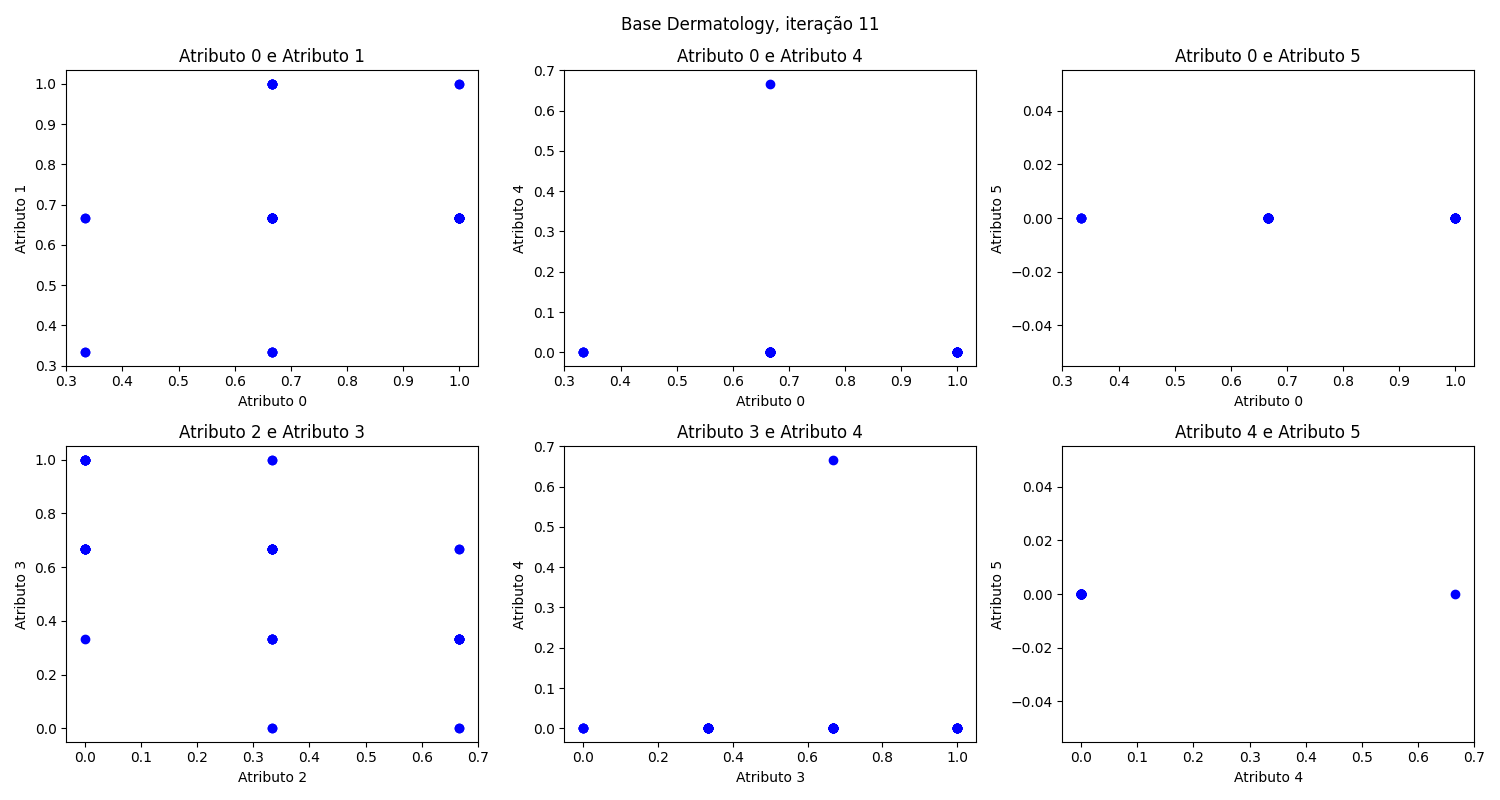 Base Dermatology, iteração 11
Atributo 0 e Atributo 1
1.0
0.9
0.8
0.7
0.6
0.5
0.4
0.3
Atributo 1
0.3 0.4 0.5 0.6 0.7 0.8 0.9 1.0
Atributo 0
Atributo 0 e Atributo 4
0.7
0.6
0.5
0.4
0.3
0.2
0.1
0.0
Atributo 4
0.3 0.4 0.5 0.6 0.7 0.8 0.9 1.0
Atributo 0
Atributo 0 e Atributo 5
0.04
0.02
0.00
−0.02
−0.04
Atributo 5
0.3 0.4 0.5 0.6 0.7 0.8 0.9 1.0
Atributo 0
Atributo 2 e Atributo 3
1.0
0.8
0.6
0.4
0.2
0.0
Atributo 3
0.0 0.1 0.2 0.3 0.4 0.5 0.6 0.7
Atributo 2
Atributo 3 e Atributo 4
0.7
0.6
0.5
0.4
0.3
0.2
0.1
0.0
Atributo 4
0.0 0.2 0.4 0.6 0.8 1.0
Atributo 3
Atributo 4 e Atributo 5
0.04
0.02
0.00
−0.02
−0.04
Atributo 5
0.0 0.1 0.2 0.3 0.4 0.5 0.6 0.7
Atributo 4